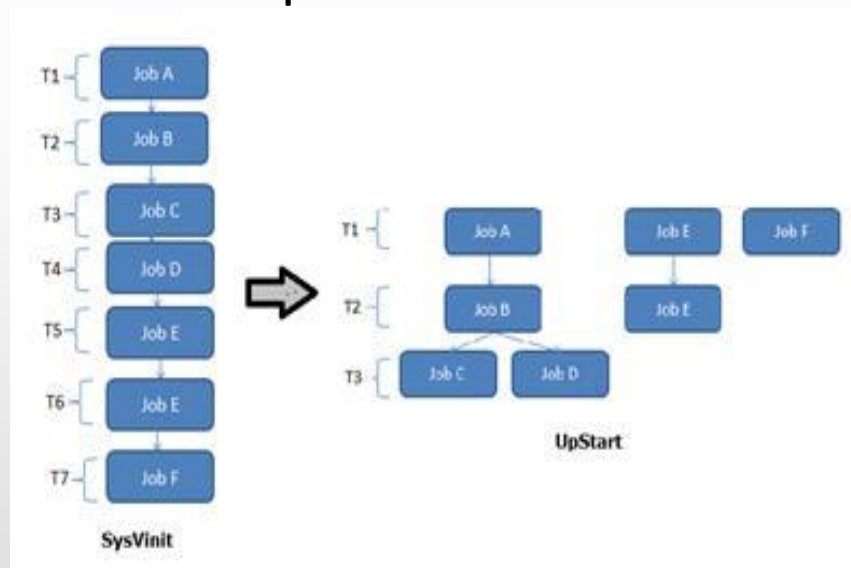 T1
Job A
T2
Job B
T3
Job C
T4
Job D
T5
Job E
T6
Job E
T7
Job F
SysVinit
T1
Job A
Job E
Job F
T2
Job B
Job E
T3
Job C
Job D
UpStart